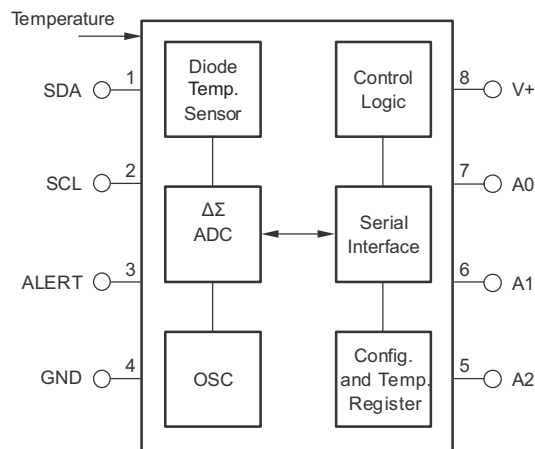 Temperature
SDA
1
Diode
Temp.
Sensor
Control
Logic
8
V+
SCL
2
ΔΣ
ADC
Serial
Interface
7
A0
ALERT
3
6
A1
GND
4
OSC
Config.
and Temp.
Register
5
A2